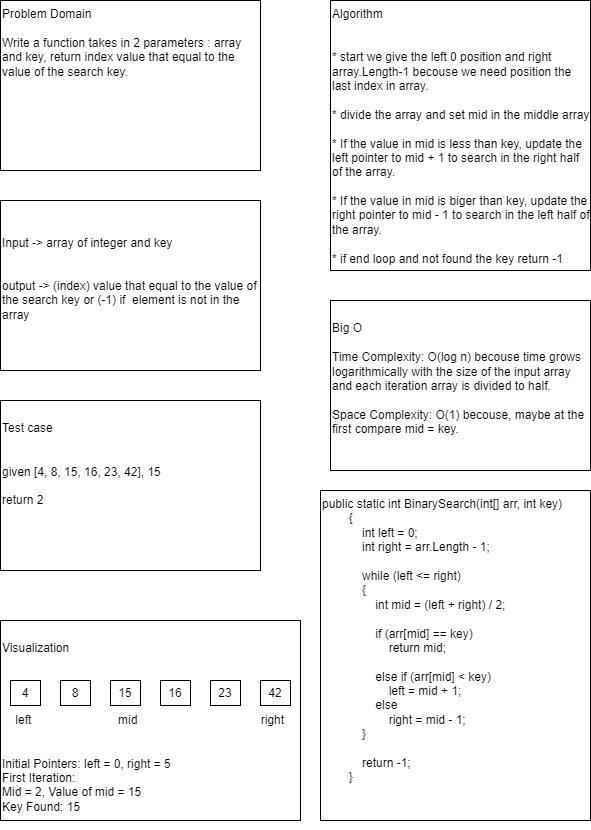 Problem Domain
Write a function takes in 2 parameters : array
and key, return index value that equal to the
value of the search key.
Input -> array of integer and key
output -> (index) value that equal to the value of
the search key or (-1) if  element is not in the
array
Test case
given [4, 8, 15, 16, 23, 42], 15
return 2
Visualization
4 8 15 16 23 42
left mid right
Initial Pointers: left = 0, right = 5
First Iteration:
Mid = 2, Value of mid = 15
Key Found: 15
Algorithm
* start we give the left 0 position and right
array.Length-1 becouse we need position the
last index in array.
* divide the array and set mid in the middle array
* If the value in mid is less than key, update the
left pointer to mid + 1 to search in the right half
of the array.
* If the value in mid is biger than key, update the
right pointer to mid - 1 to search in the left half of
the array.
* if end loop and not found the key return -1
Big O
Time Complexity: O(log n) becouse time grows
logarithmically with the size of the input array
and each iteration array is divided to half.
Space Complexity: O(1) becouse, maybe at the
first compare mid = key.
public static int BinarySearch(int[] arr, int key)
{
int left = 0;
int right = arr.Length - 1;
while (left <= right)
{
int mid = (left + right) / 2;
if (arr[mid] == key)
return mid;
else if (arr[mid] < key)
left = mid + 1;
else
right = mid - 1;
}
return -1;
}